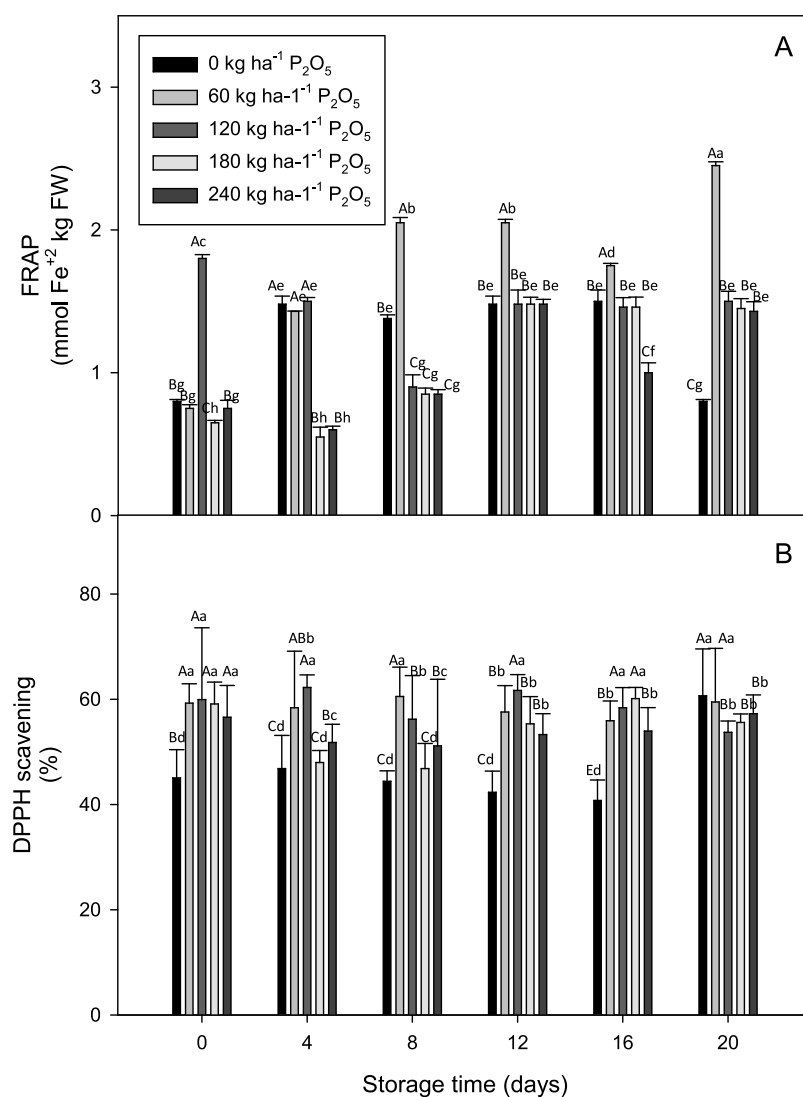 A
0 kg ha⁻¹ P₂O₅
60 kg ha-1⁻¹ P₂O₅
120 kg ha-1⁻¹ P₂O₅
180 kg ha-1⁻¹ P₂O₅
240 kg ha-1⁻¹ P₂O₅
FRAP
(mmol Fe⁺² kg FW)
3
2
1
0
Bg Bg Ac Ch Bg
Ae Ae Ae Bh Bh
Be Ab Cg Cg Cg
Be Ab Be Be Be
Be Ad Be Be Cf
Cg Aa Be Be Be
B
DPPH scavening
(%)
80
60
40
20
0
Bd Aa Aa Aa Aa
Cd ABb Aa Cd Bc
Cd Aa Bb Cd Bc
Cd Bb Aa Bb Bb
Ed Bb Aa Aa Bb
Aa Aa Bb Bb Bb
0 4 8 12 16 20
Storage time (days)